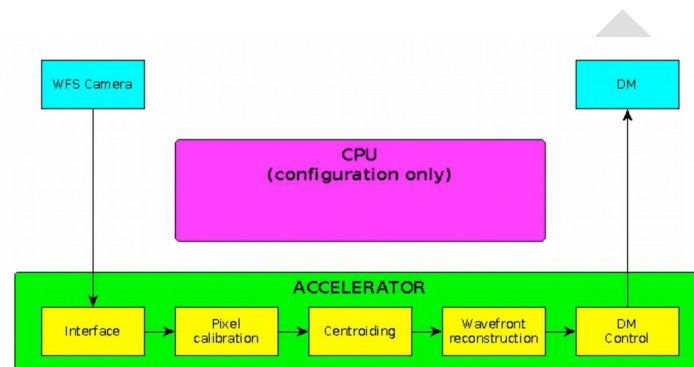 WFS Camera
DM
CPU
(configuration only)
ACCELERATOR
Interface
Pixel
calibration
Centroiding
Wavefront
reconstruction
DM
Control